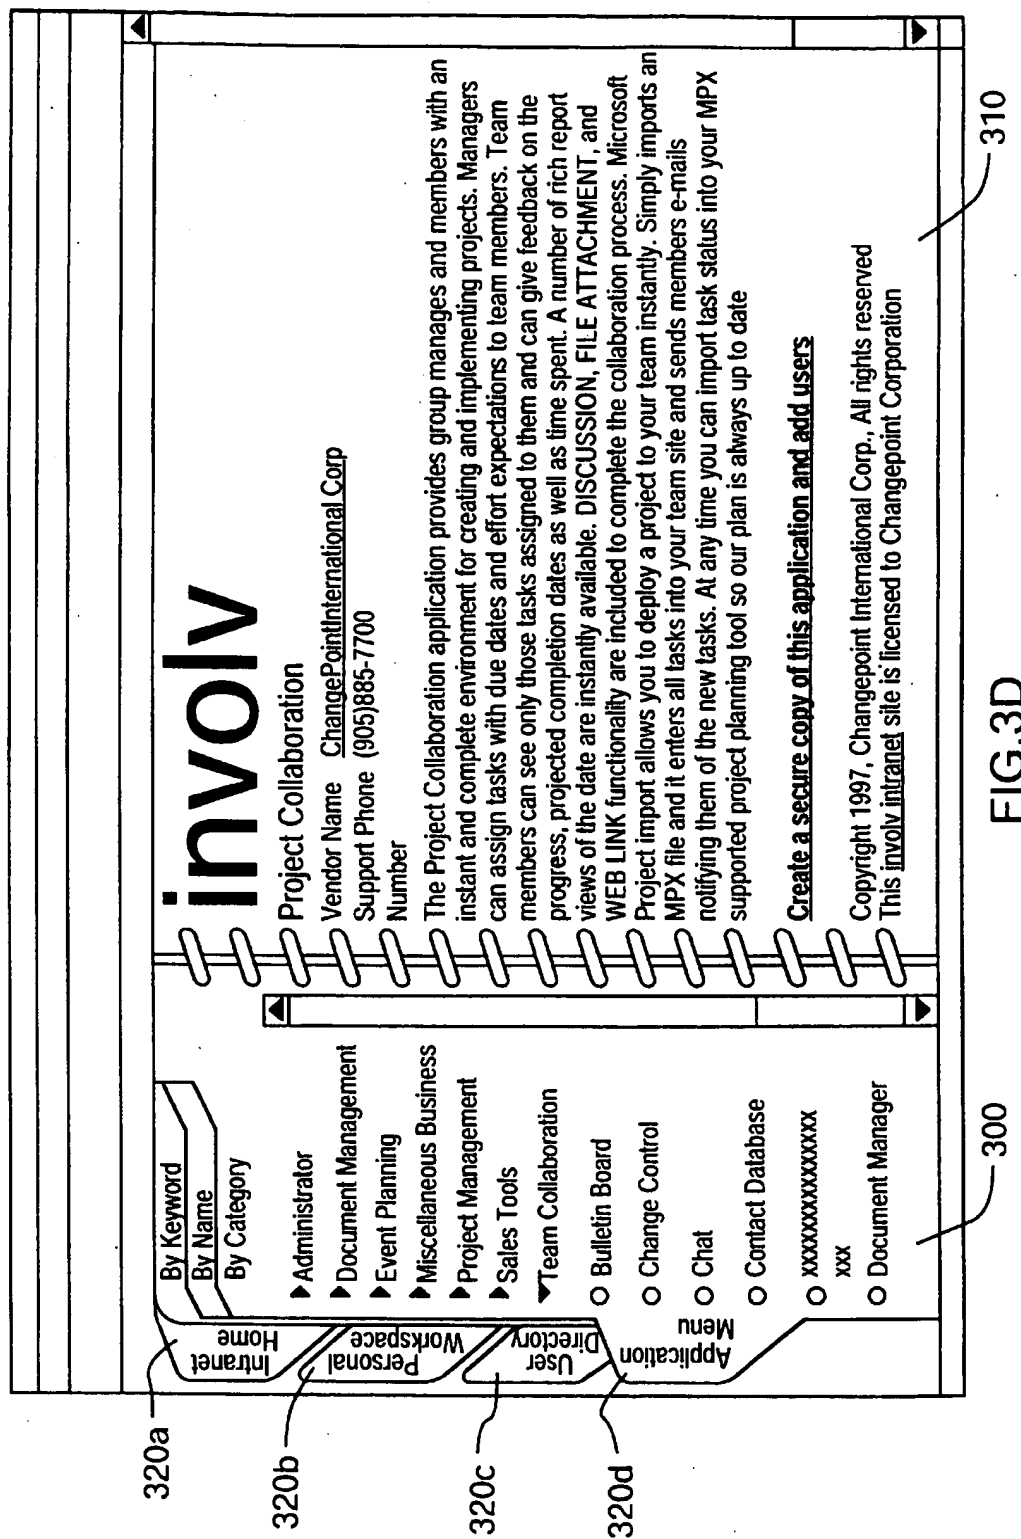 320a
320b
320c
320d
Intranet
Home
Personal
Workspace
User
Directory
Application
Menu
By Keyword
By Name
By Category
Administrator
Document Management
Event Planning
Miscellaneous Business
Project Management
Sales Tools
Team Collaboration
Bulletin Board
Change Control
Chat
Contact Database
xxxxxxxxxxxxxx
xxx
Document Manager
300
involv
Project Collaboration
Vendor Name ChangePointInternational Corp
Support Phone (905)885-7700
Number
The Project Collaboration application provides group manages and members with an
instant and complete environment for creating and implementing projects. Managers
can assign tasks with due dates and effort expectations to team members. Team
members can see only those tasks assigned to them and can give feedback on the
progress, projected completion dates as well as time spent. A number of rich report
views of the date are instantly available. DISCUSSION, FILE ATTACHMENT, and
WEB LINK functionality are included to complete the collaboration process. Microsoft
Project import allows you to deploy a project to your team instantly. Simply imports an
MPX file and it enters all tasks into your team site and sends members e-mails
notifying them of the new tasks. At any time you can import task status into your MPX
supported project planning tool so our plan is always up to date
Create a secure copy of this application and add users
Copyright 1997, Changepoint International Corp., All rights reserved
This involv intranet site is licensed to Changepoint Corporation
310
FIG.3D